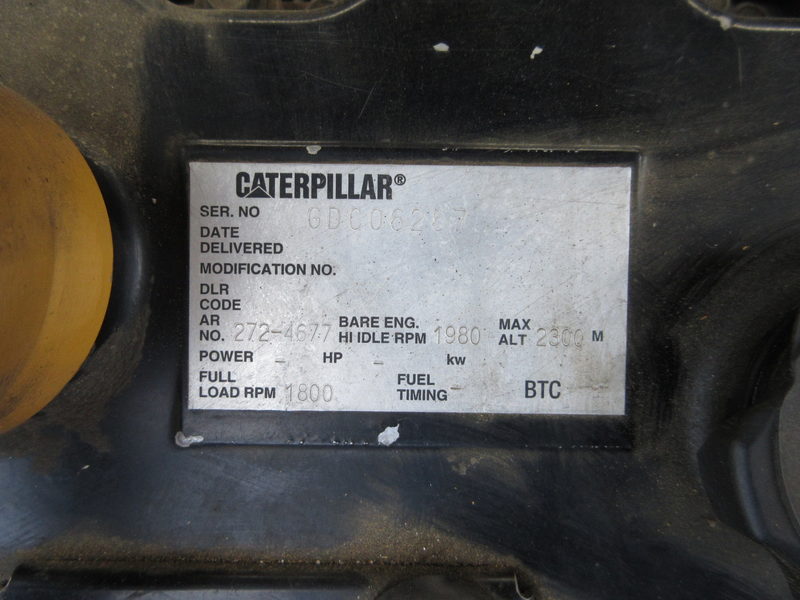 CATERPILLAR®
SER. NO
DATE
DELIVERED
MODIFICATION NO.
DLR
CODE
AR
NO. 272-4677 BARE ENG.
HI IDLE RPM 1980 MAX
ALT 2300 M
POWER - HP - kw
FULL
LOAD RPM 1800 FUEL
TIMING - BTC